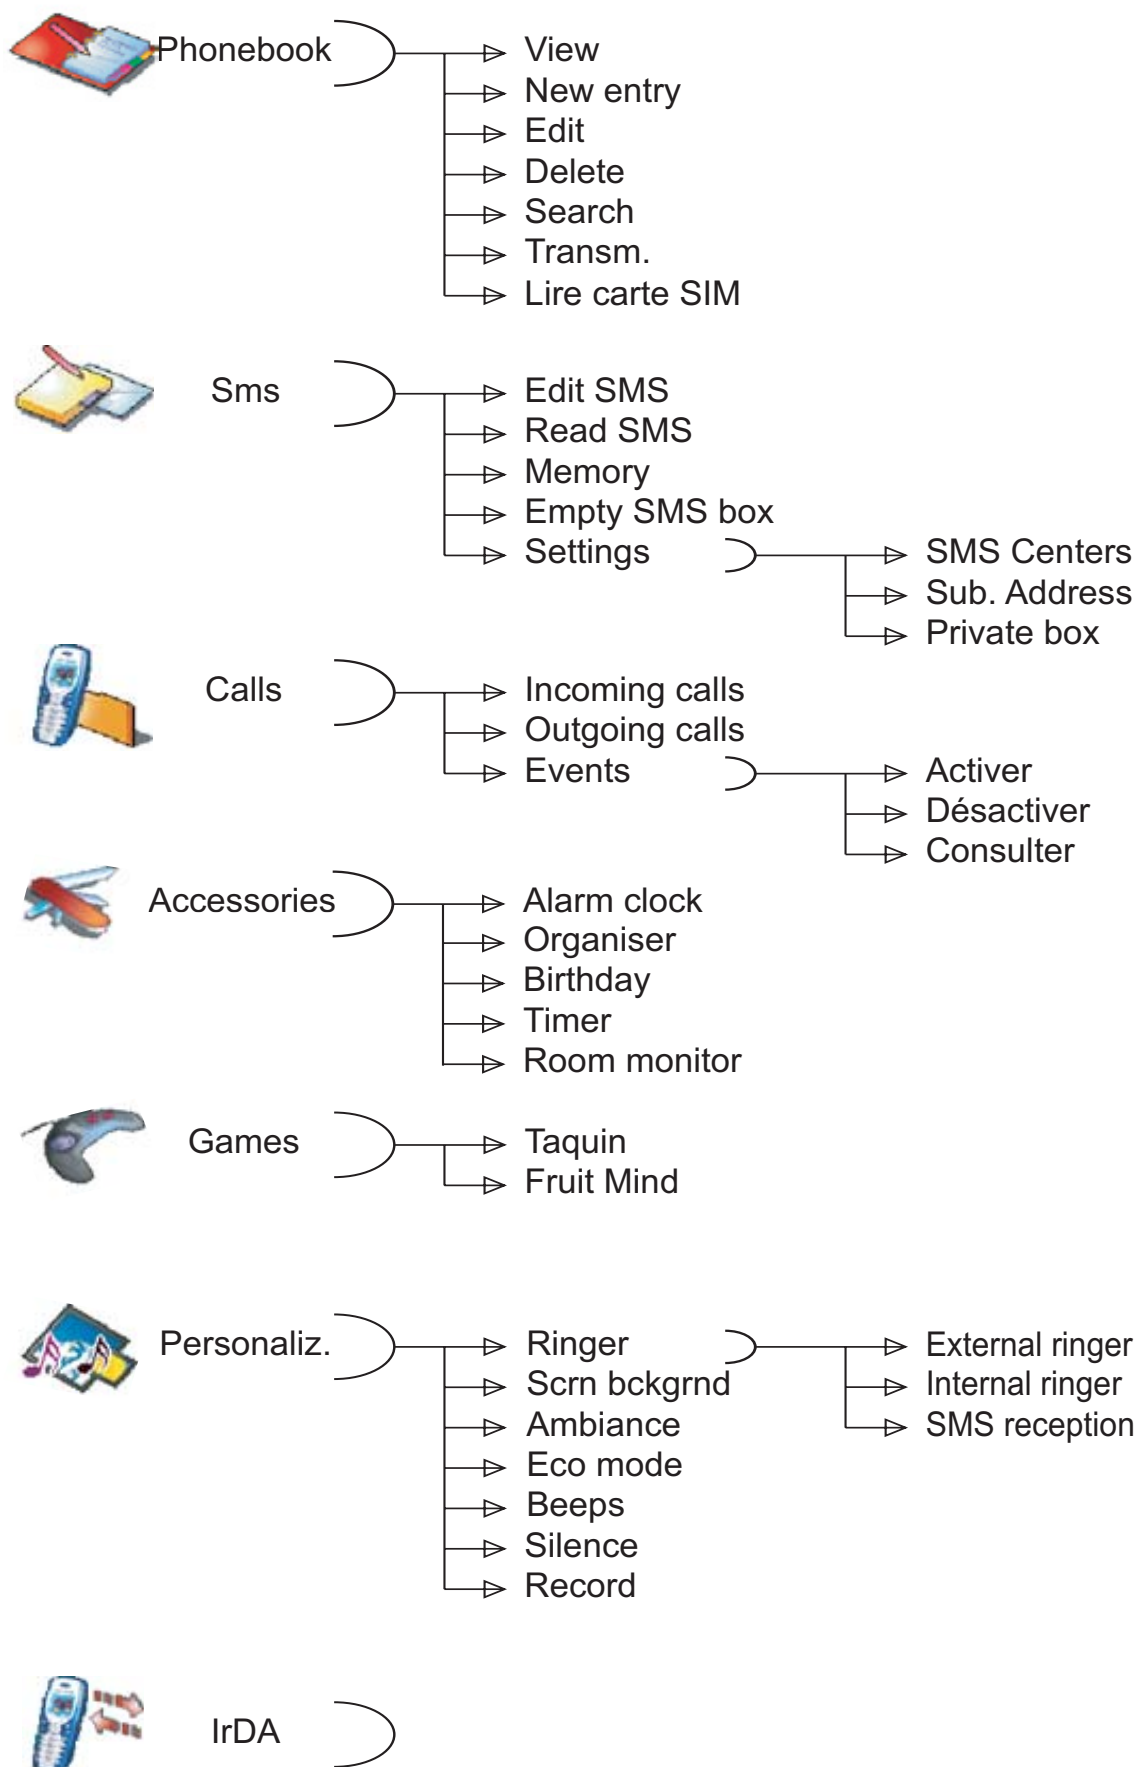 Phonebook
View
New entry
Edit
Delete
Search
Transm.
Lire carte SIM
Sms
Edit SMS
Read SMS
Memory
Empty SMS box
Settings
SMS Centers
Sub. Address
Private box
Calls
Incoming calls
Outgoing calls
Events
Activer
Désactiver
Consulter
Accessories
Alarm clock
Organiser
Birthday
Timer
Room monitor
Games
Taquin
Fruit Mind
Personaliz.
Ringer
External ringer
Internal ringer
SMS reception
Scrn bckgrnd
Ambiance
Eco mode
Beeps
Silence
Record
IrDA